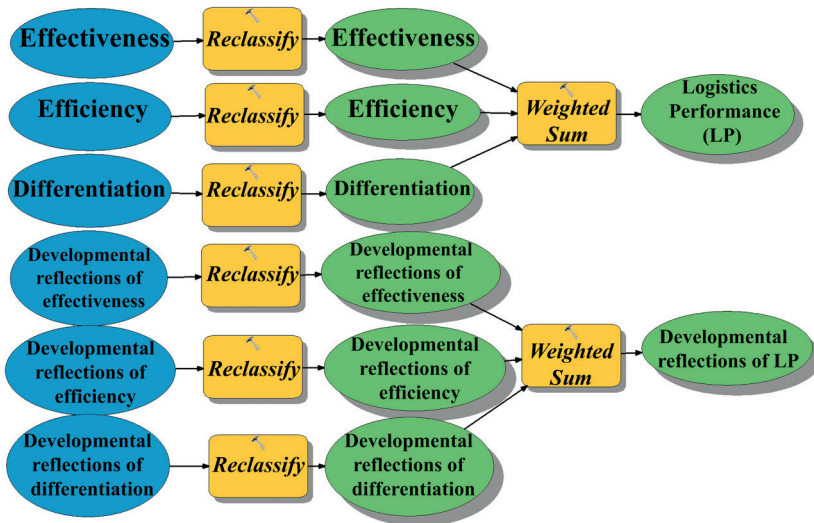 Effectiveness
Reclassify
Effectiveness
Efficiency
Reclassify
Efficiency
Weighted
Sum
Logistics
Performance
(LP)
Differentiation
Reclassify
Differentiation
Developmental
reflections of
effectiveness
Reclassify
Developmental
reflections of
effectiveness
Developmental
reflections of
efficiency
Reclassify
Developmental
reflections of
efficiency
Weighted
Sum
Developmental
reflections of LP
Developmental
reflections of
differentiation
Reclassify
Developmental
reflections of
differentiation